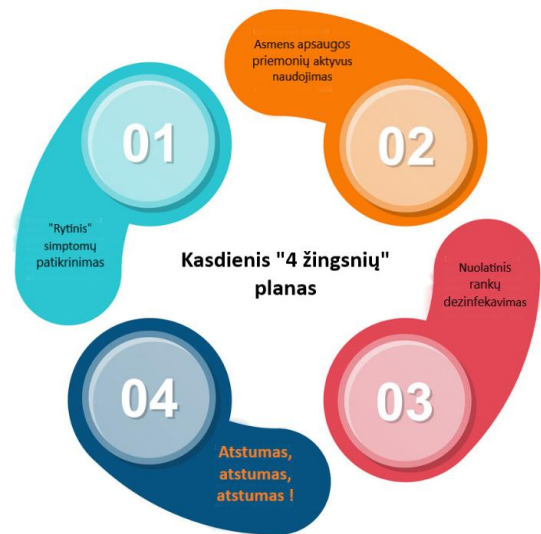 01
"Rytinis"
simptomų
patikrinimas
Asmens apsaugos
priemonių aktyvus
naudojimas
02
Kasdienis "4 žingsnių"
planas
Nuolatinis
rankų
dezinfekavimas
03
04
Atstumas,
atstumas,
atstumas !